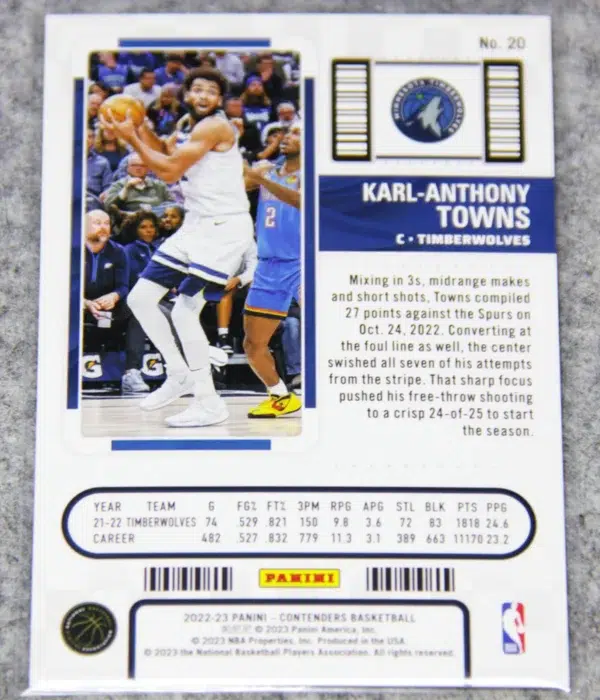 No. 20
MINNESOTA TIMBERWOLVES
KARL-ANTHONY
TOWNS
C • TIMBERWOLVES
2
G
G
Mixing in 3s, midrange makes
and short shots, Towns compiled
27 points against the Spurs on
Oct. 24, 2022. Converting at
the foul line as well, the center
swished all seven of his attempts
from the stripe. That sharp focus
pushed his free-throw shooting
to a crisp 24-of-25 to start
the season.
YEAR TEAM G FG% FT% 3PM RPG APG STL BLK PTS PPG
21-22 TIMBERWOLVES 74 .529 .821 150 9.8 3.6 72 83 1818 24.6
CAREER 482 .527 .832 779 11.3 3.1 389 663 11170 23.2
PANINI
2022-23 PANINI – CONTENDERS BASKETBALL
© 2023 Panini America, Inc.
© 2023 NBA Properties, Inc. Produced in the USA.
© 2023 the National Basketball Players Association. All rights reserved.